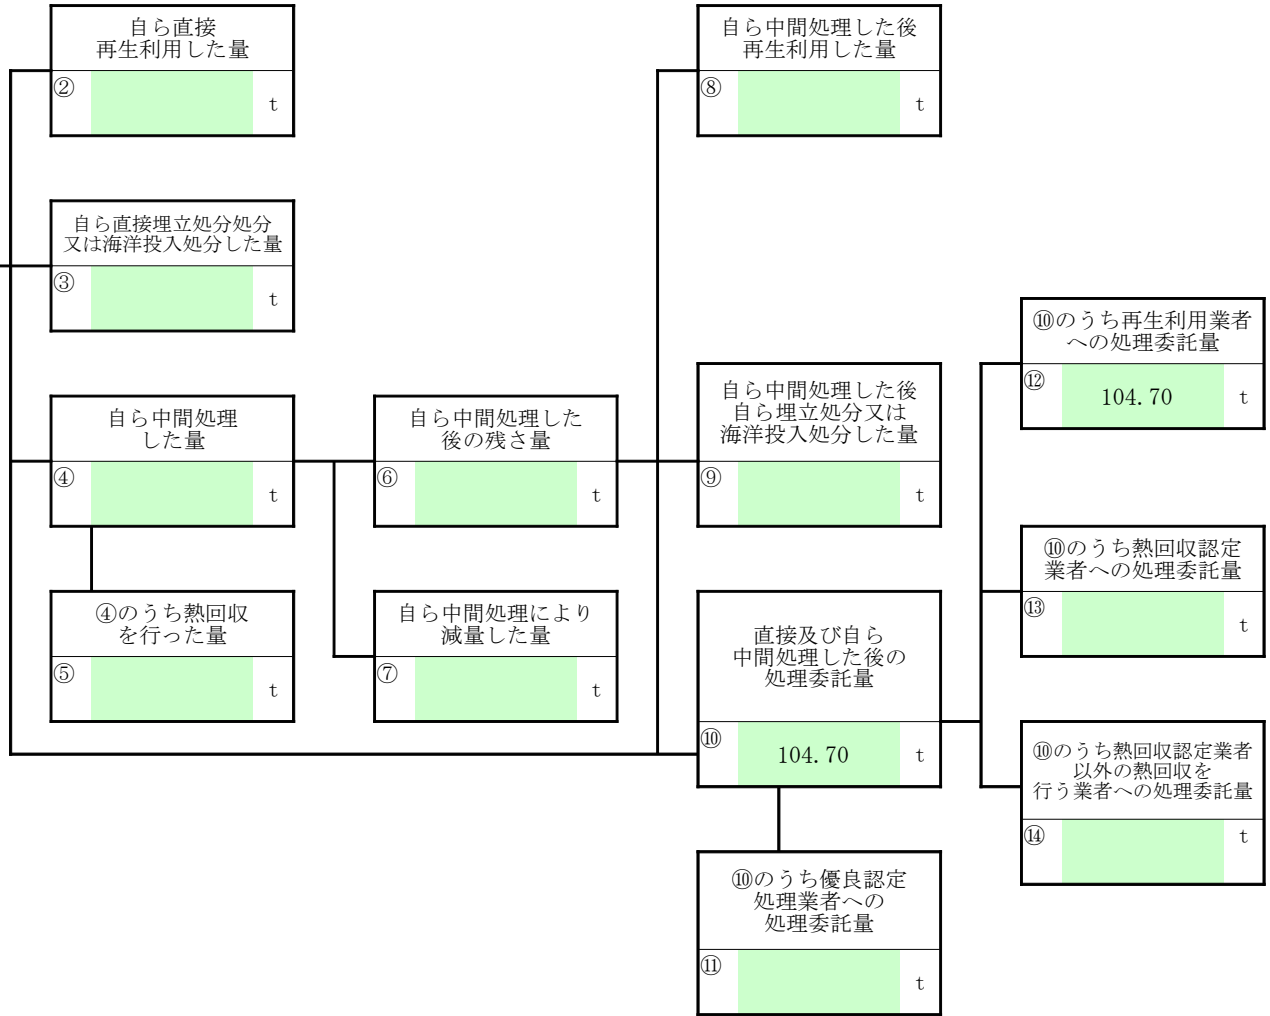 自ら直接
再生利用した量
②
t
自ら直接埋立処分処分
又は海洋投入処分した量
③
t
自ら中間処理
した量
④
t
④のうち熱回収
を行った量
⑤
t
自ら中間処理した
後の残さ量
⑥
t
自ら中間処理により
減量した量
⑦
t
自ら中間処理した後
再生利用した量
⑧
t
自ら中間処理した後
自ら埋立処分又は
海洋投入処分した量
⑨
t
直接及び自ら
中間処理した後の
処理委託量
⑩ 104.70 t
⑩のうち優良認定
処理業者への
処理委託量
⑪
t
⑩のうち再生利用業者
への処理委託量
⑫ 104.70 t
⑩のうち熱回収認定
業者への処理委託量
⑬
t
⑩のうち熱回収認定業者
以外の熱回収を
行う業者への処理委託量
⑭
t